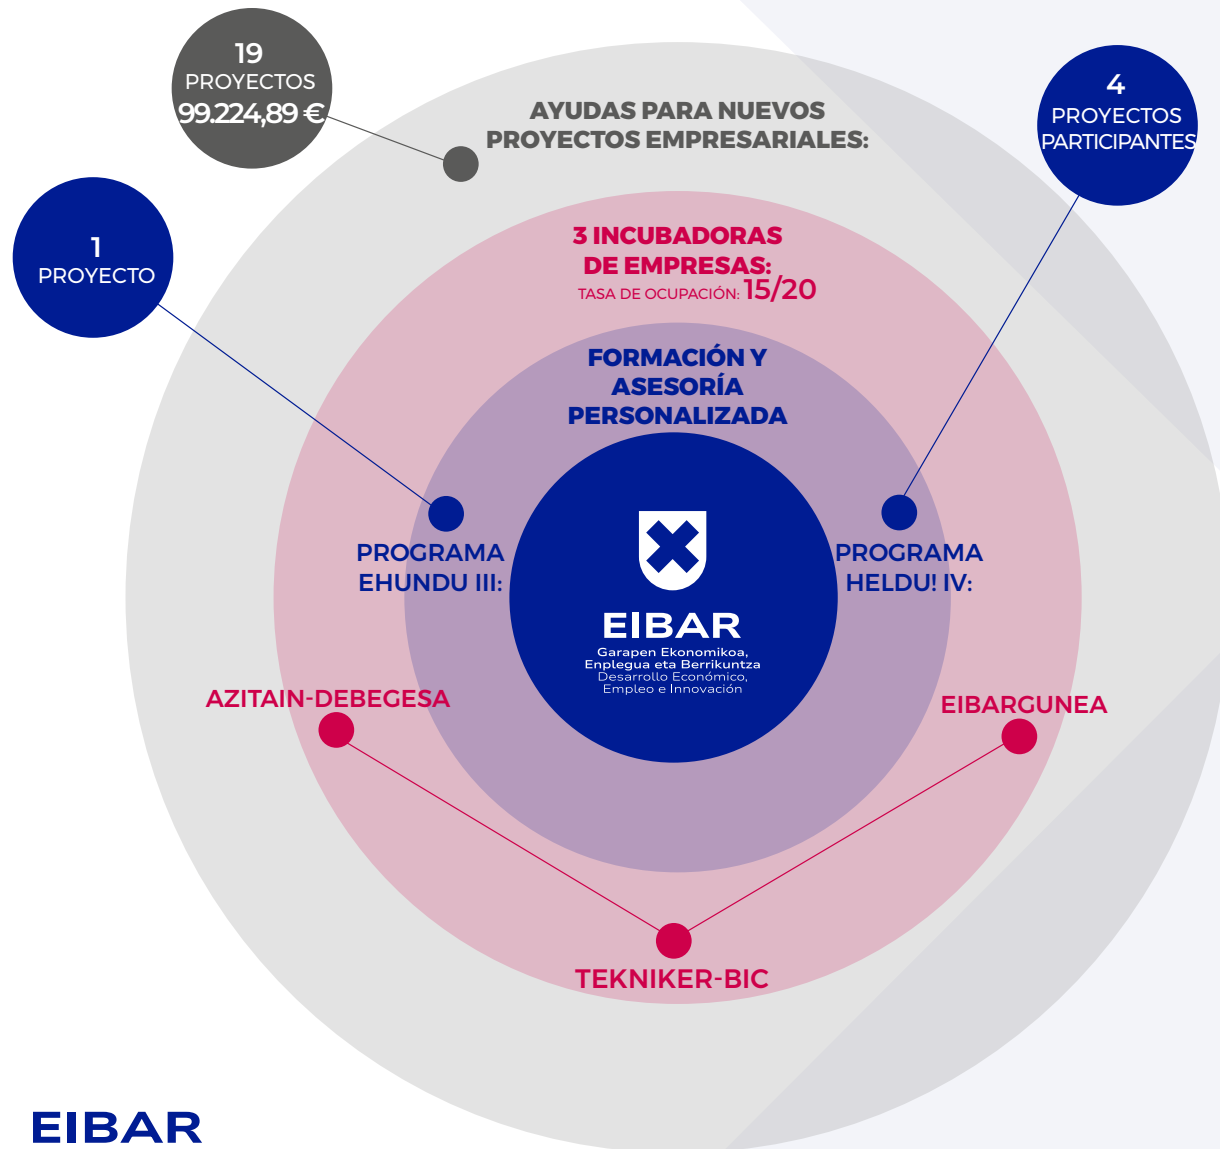 19
PROYECTOS
99.224,89 €
AYUDAS PARA NUEVOS
PROYECTOS EMPRESARIALES:
4
PROYECTOS
PARTICIPANTES
1
PROYECTO
3 INCUBADORAS
DE EMPRESAS:
TASA DE OCUPACIÓN: 15/20
FORMACIÓN Y
ASESORÍA
PERSONALIZADA
PROGRAMA
EHUNDU III:
PROGRAMA
HELDU! IV:
EIBAR
Garapen Ekonomikoa,
Enplegua eta Berrikuntza
Desarrollo Económico,
Empleo e Innovación
AZITAIN-DEBEGESA
EIBARGUNEA
TEKNIKER-BIC
EIBAR